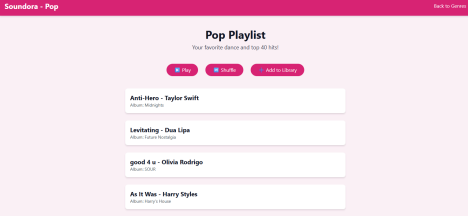 Soundora - Pop
Back to Genres
Pop Playlist
Your favorite dance and top 40 hits!
Play
Shuffle
Add to Library
Anti-Hero - Taylor Swift
Album: Midnights
Levitating - Dua Lipa
Album: Future Nostalgia
good 4 u - Olivia Rodrigo
Album: SOUR
As It Was - Harry Styles
Album: Harry's House